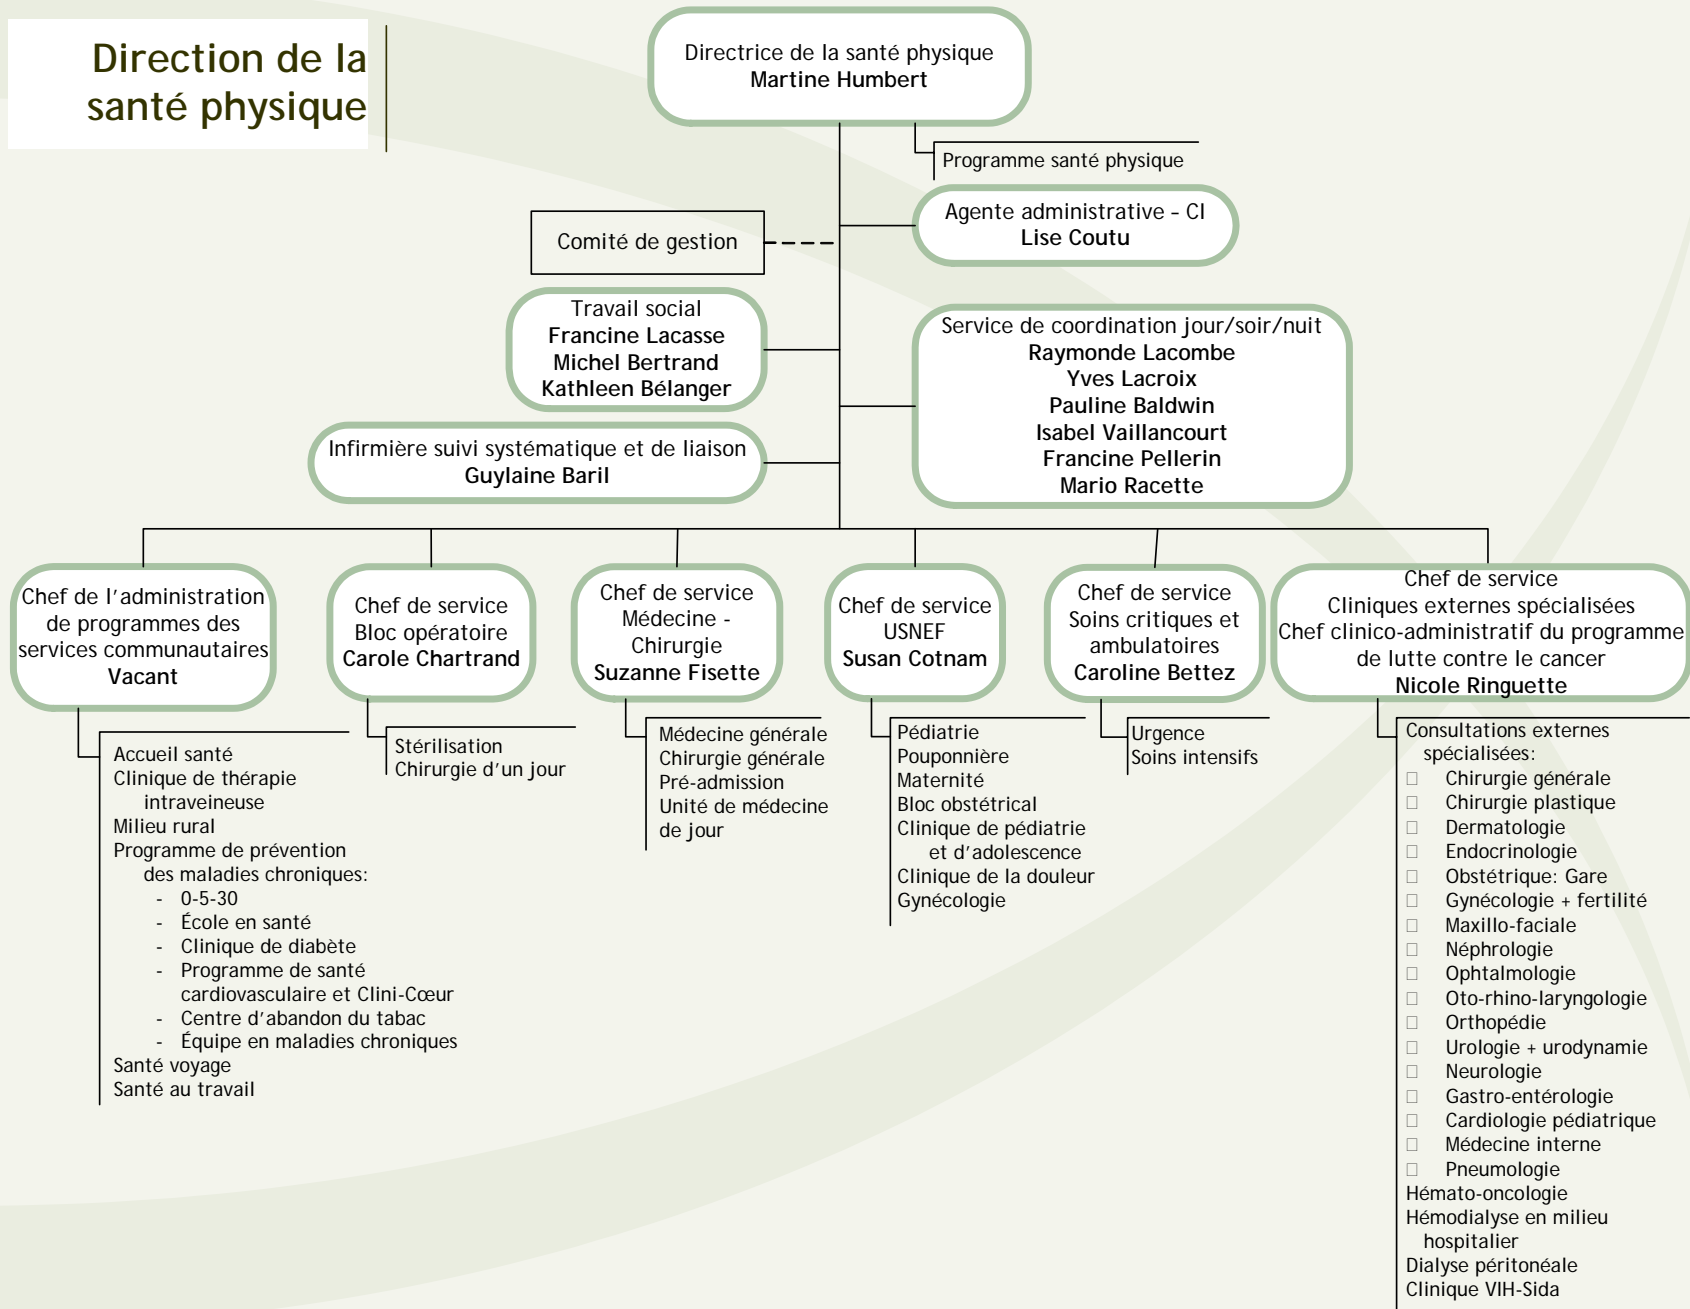 Direction de la
santé physique
Directrice de la santé physique
Martine Humbert
Programme santé physique
Agente administrative - CI
Lise Coutu
Comité de gestion
Travail social
Francine Lacasse
Michel Bertrand
Kathleen Bélanger
Service de coordination jour/soir/nuit
Raymonde Lacombe
Yves Lacroix
Pauline Baldwin
Isabel Vaillancourt
Francine Pellerin
Mario Racette
Infirmière suivi systématique et de liaison
Guylaine Baril
Chef de l'administration
de programmes des
services communautaires
Vacant
Accueil santé
Clinique de thérapie
intraveineuse
Milieu rural
Programme de prévention
des maladies chroniques:
- 0-5-30
- École en santé
- Clinique de diabète
- Programme de santé
cardiovasculaire et Clini-Cœur
- Centre d'abandon du tabac
- Équipe en maladies chroniques
Santé voyage
Santé au travail
Chef de service
Bloc opératoire
Carole Chartrand
Stérilisation
Chirurgie d'un jour
Chef de service
Médecine -
Chirurgie
Suzanne Fisette
Médecine générale
Chirurgie générale
Pré-admission
Unité de médecine
de jour
Chef de service
USNEF
Susan Cotnam
Pédiatrie
Pouponnière
Maternité
Bloc obstétrical
Clinique de pédiatrie
et d'adolescence
Clinique de la douleur
Gynécologie
Chef de service
Soins critiques et
ambulatoires
Caroline Bettez
Urgence
Soins intensifs
Chef de service
Cliniques externes spécialisées
Chef clinico-administratif du programme
de lutte contre le cancer
Nicole Ringuette
Consultations externes
spécialisées:
□ Chirurgie générale
□ Chirurgie plastique
□ Dermatologie
□ Endocrinologie
□ Obstétrique: Gare
□ Gynécologie + fertilité
□ Maxillo-faciale
□ Néphrologie
□ Ophtalmologie
□ Oto-rhino-laryngologie
□ Orthopédie
□ Urologie + urodynamie
□ Neurologie
□ Gastro-entérologie
□ Cardiologie pédiatrique
□ Médecine interne
□ Pneumologie
Hémato-oncologie
Hémodialyse en milieu
hospitalier
Dialyse péritonéale
Clinique VIH-Sida